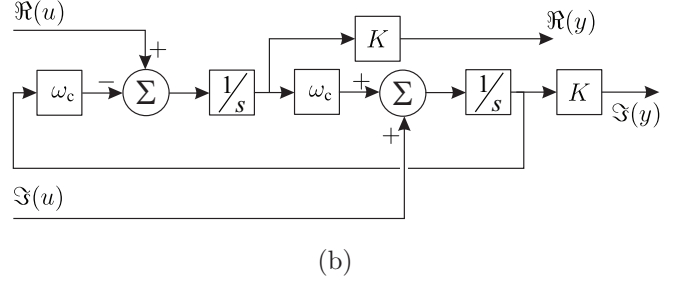 ℜ(u)
+
K
ℜ(y)
ω_c
−
Σ
1/s
ω_c
+
Σ
1/s
K
+
ℑ(y)
ℑ(u)
(b)